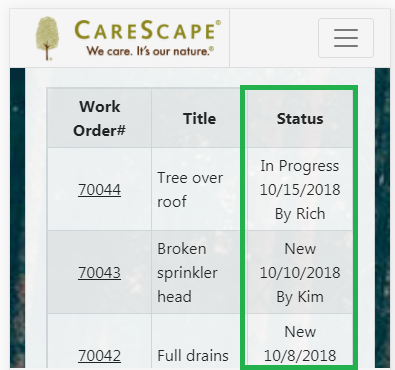 CARESCAPE®
We care. It's our nature.®
Work Order# Title Status
70044 Tree over roof In Progress 10/15/2018 By Rich
70043 Broken sprinkler head New 10/10/2018 By Kim
70042 Full drains New 10/8/2018